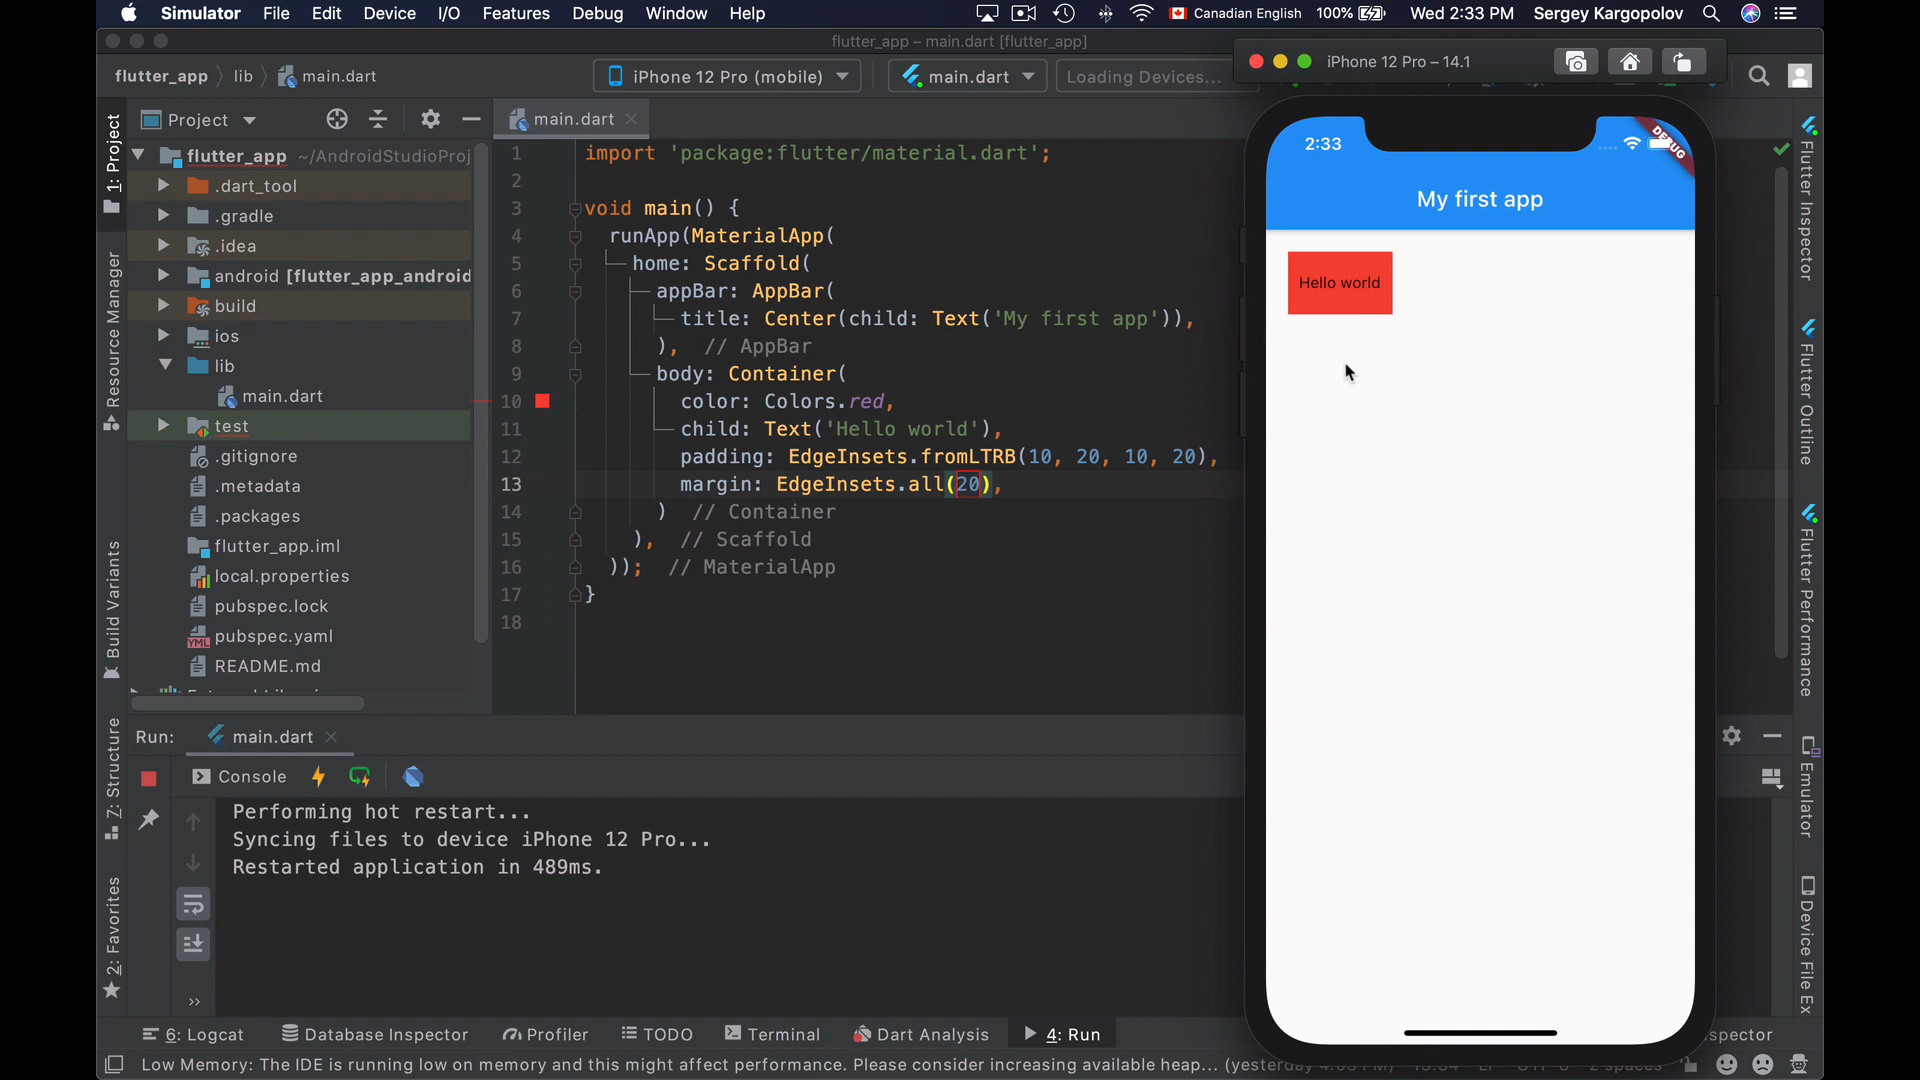 Simulator File Edit Device I/O Features Debug Window Help Canadian English 100% Wed 2:33 PM Sergey Kargopolov
flutter_app – main.dart [flutter_app]
flutter_app lib main.dart iPhone 12 Pro (mobile) main.dart Loading Devices...
iPhone 12 Pro – 14.1
1: Project
Resource Manager
Build Variants
7: Structure
2: Favorites
Project
flutter_app ~/AndroidStudioProj
.dart_tool
.gradle
.idea
android [flutter_app_android
build
ios
lib
main.dart
test
.gitignore
.metadata
.packages
flutter_app.iml
local.properties
pubspec.lock
pubspec.yaml
README.md
main.dart
1 import 'package:flutter/material.dart';
2
3 void main() {
4 runApp(MaterialApp(
5 home: Scaffold(
6 appBar: AppBar(
7 title: Center(child: Text('My first app')),
8 ), // AppBar
9 body: Container(
10 color: Colors.red,
11 child: Text('Hello world'),
12 padding: EdgeInsets.fromLTRB(10, 20, 10, 20),
13 margin: EdgeInsets.all(20),
14 ) // Container
15 ), // Scaffold
16 )); // MaterialApp
17 }
18
2:33
DEBUG
My first app
Hello world
Flutter Inspector
Flutter Outline
Flutter Performance
Emulator
Device File Ex
Run: main.dart
Console
Performing hot restart...
Syncing files to device iPhone 12 Pro...
Restarted application in 489ms.
6: Logcat Database Inspector Profiler TODO Terminal Dart Analysis 4: Run spector
Low Memory: The IDE is running low on memory and this might affect performance. Please consider increasing available heap... (yesterday 4:05 PM)